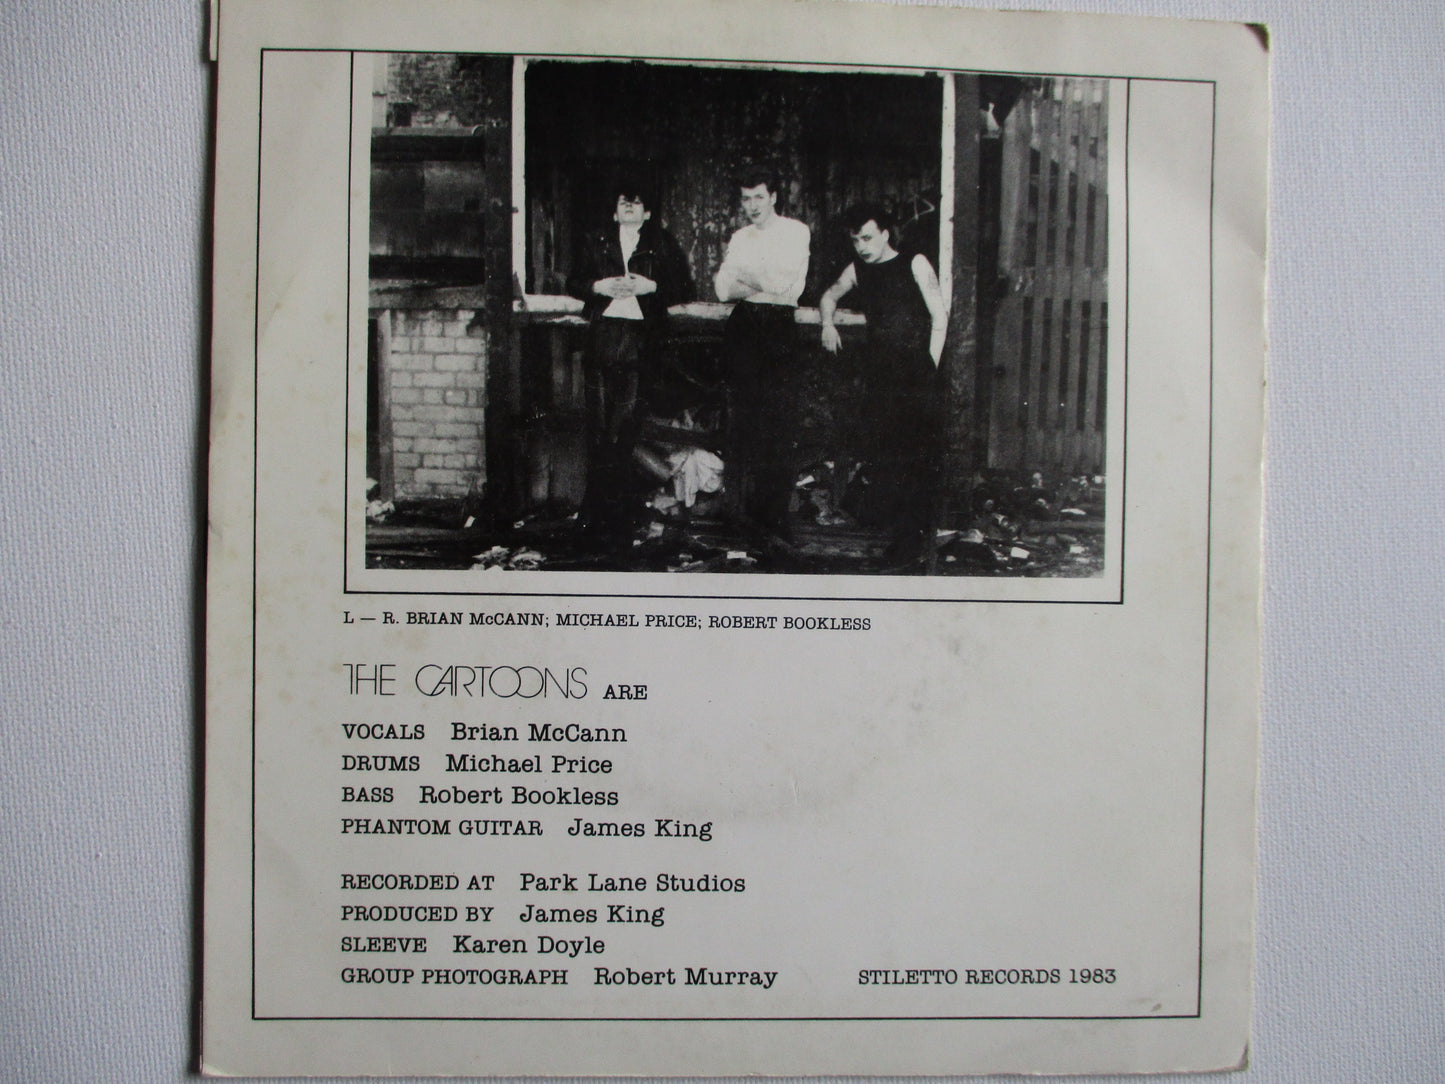 L — R. BRIAN McCANN; MICHAEL PRICE; ROBERT BOOKLESS
THE CARTOONS ARE
VOCALS Brian McCann
DRUMS Michael Price
BASS Robert Bookless
PHANTOM GUITAR James King
RECORDED AT Park Lane Studios
PRODUCED BY James King
SLEEVE Karen Doyle
GROUP PHOTOGRAPH Robert Murray STILETTO RECORDS 1983